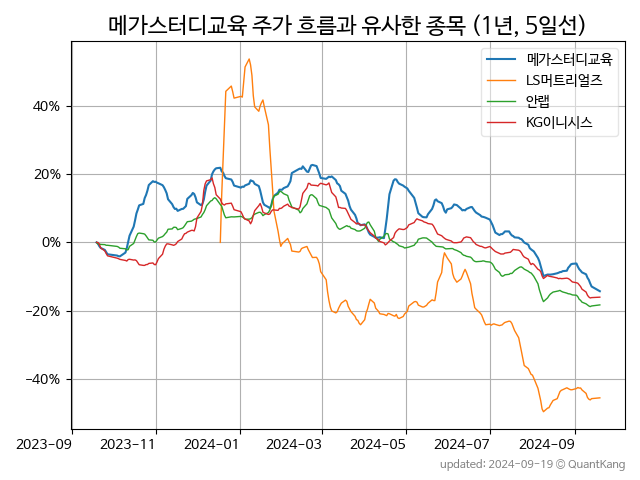 메가스터디교육 주가 흐름과 유사한 종목 (1년, 5일선)
메가스터디교육
LS머트리얼즈
안랩
KG이니시스
40%
20%
0%
−20%
−40%
2023-09 2023-11 2024-01 2024-03 2024-05 2024-07 2024-09
updated: 2024-09-19 © QuantKang